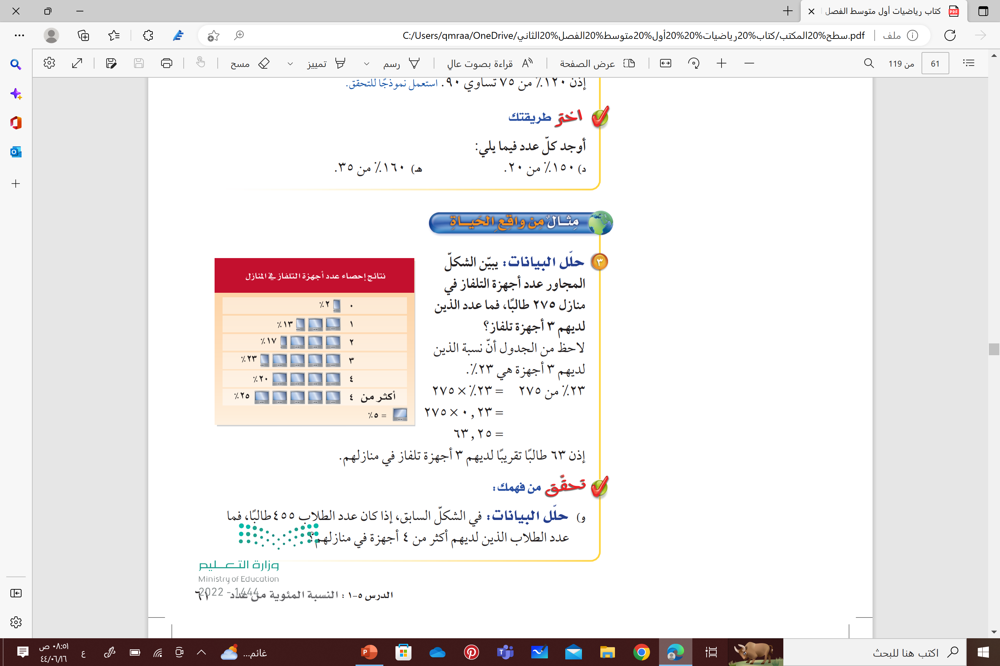 كتاب رياضيات أول متوسط الفصل
C:/Users/qmraa/OneDrive/سطح%20المكتب/كتاب%20رياضيات%20%20أول%20متوسط%20الفصل%20الثاني.pdf
ملف
61
من 119
عرض الصفحة
قراءة بصوت عالٍ
رسم
تمييز
مسح
إذن ١٢٠٪ من ٧٥ تساوي ٩٠. استعمل نموذجًا للتحقق.
اختر طريقتك
أوجد كلّ عدد فيما يلي:
د) ١٥٠٪ من ٢٠.
هـ) ١٦٠٪ من ٣٥.
مِثـالٌ مِن واقِعِ الحَيـاةِ
٣ حلّل البيانات: يبيّن الشكلّ
المجاور عدد أجهزة التلفاز في
منازل ٢٧٥ طالبًا، فما عدد الذين
لديهم ٣ أجهزة تلفاز؟
لاحظ من الجدول أنّ نسبة الذين
لديهم ٣ أجهزة هي ٢٣٪.
٢٣٪ من ٢٧٥ = ٢٣٪ × ٢٧٥
= ٢٣, ٠ × ٢٧٥
= ٢٥, ٦٣
إذن ٦٣ طالبًا تقريبًا لديهم ٣ أجهزة تلفاز في منازلهم.
نتائج إحصاء عدد أجهزة التلفاز في المنازل
٠ ٢٪
١ ١٣٪
٢ ١٧٪
٣ ٢٣٪
٤ ٢٠٪
أكثر من ٤ ٢٥٪
= ٥٪
تحقّق من فهمك:
و) حلّل البيانات: في الشكلّ السابق، إذا كان عدد الطلاب ٤٥٥ طالبًا، فما
عدد الطلاب الذين لديهم أكثر من ٤ أجهزة في منازلهم؟
وزارة التعليم
Ministry of Education
2022 - 1444
الدرس ٥-١ : النسبة المئوية من عدد ٦١
اكتب هنا للبحث
غائم...
ع
٠٨:٥١ ص
٤٤/٠٦/١٦